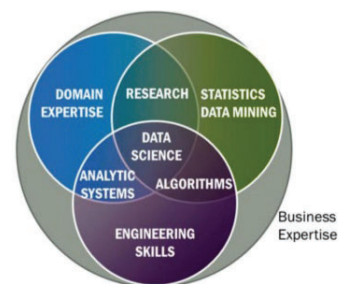 DOMAIN
EXPERTISE
RESEARCH
STATISTICS
DATA MINING
DATA
SCIENCE
ANALYTIC
SYSTEMS
ALGORITHMS
ENGINEERING
SKILLS
Business
Expertise